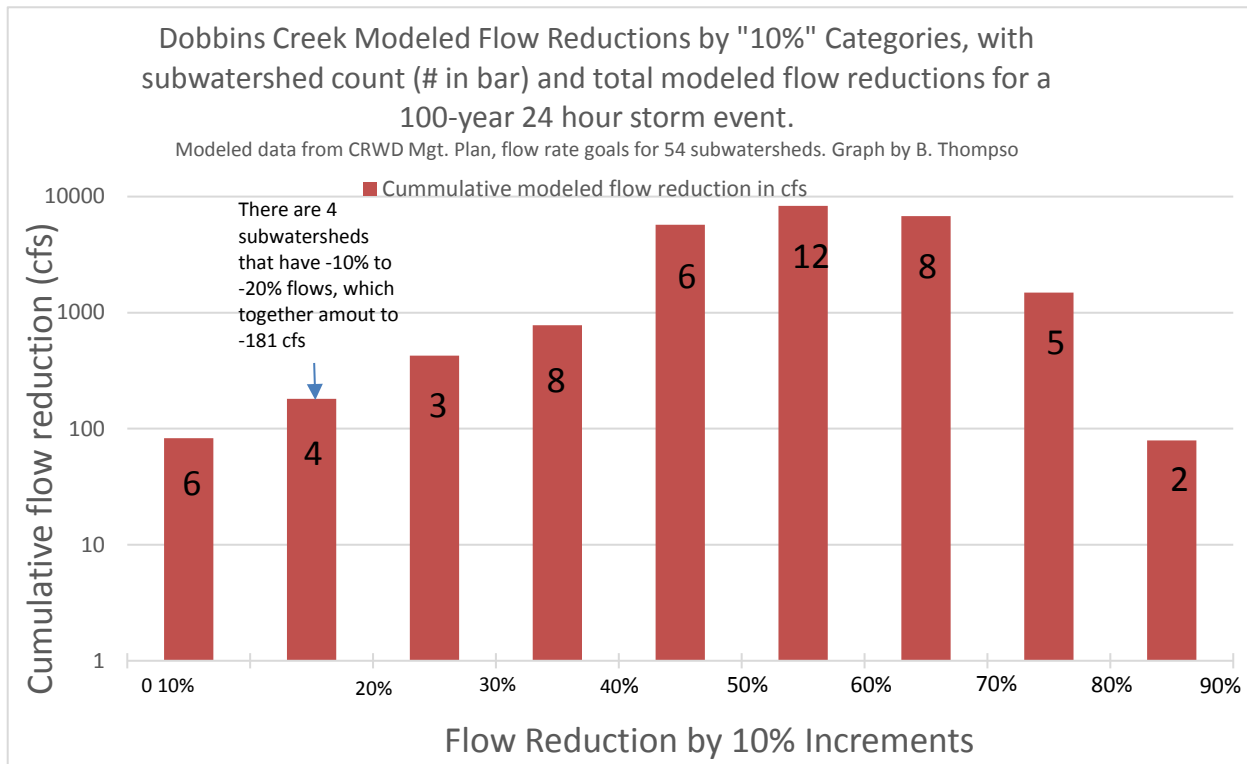 Dobbins Creek Modeled Flow Reductions by "10%" Categories, with
subwatershed count (# in bar) and total modeled flow reductions for a
100-year 24 hour storm event.
Modeled data from CRWD Mgt. Plan, flow rate goals for 54 subwatersheds. Graph by B. Thompso
Cummulative modeled flow reduction in cfs
There are 4
subwatersheds
that have -10% to
-20% flows, which
together amout to
-181 cfs
Cumulative flow reduction (cfs)
10000
1000
100
10
1
6
4
3
8
6
12
8
5
2
0 10%
20%
30%
40%
50%
60%
70%
80%
90%
Flow Reduction by 10% Increments